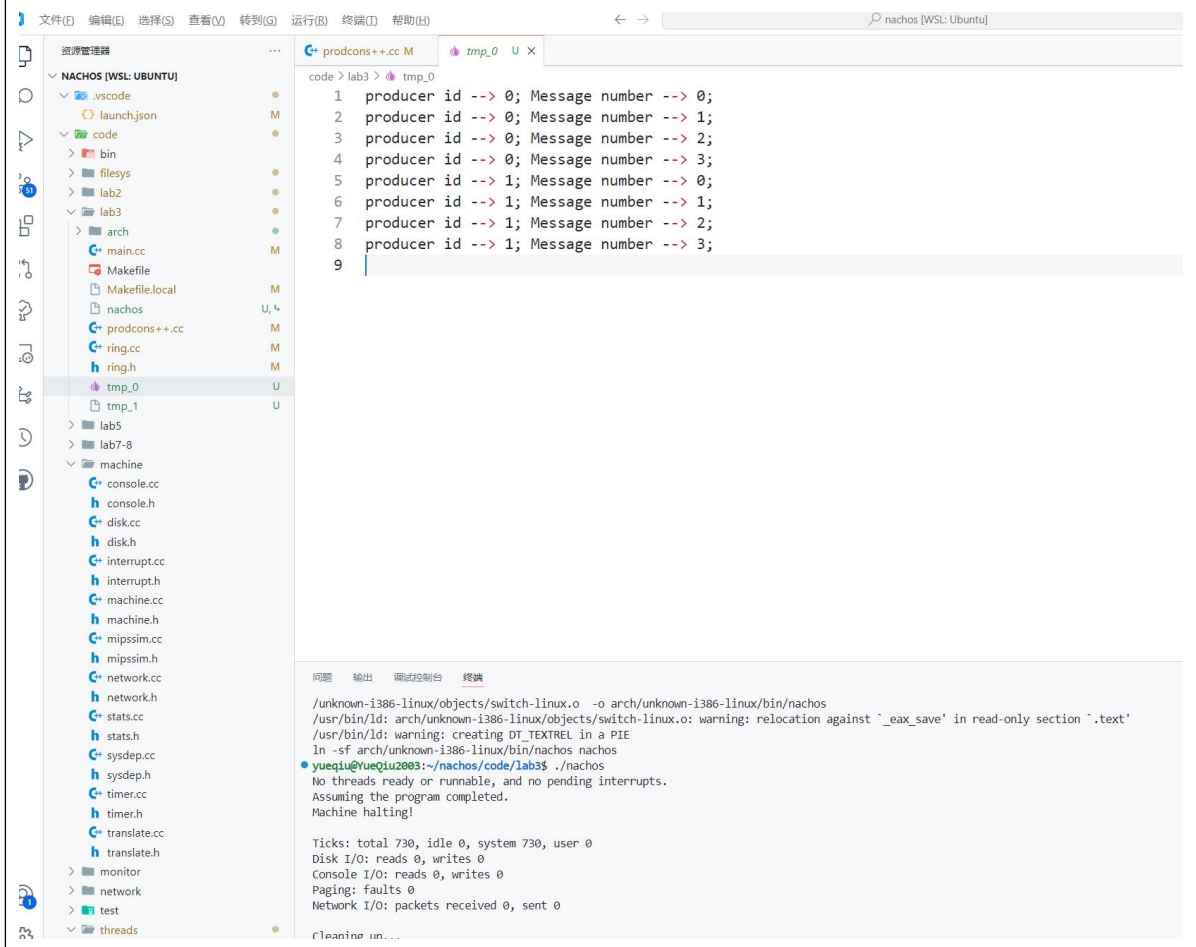 文件(F) 编辑(E) 选择(S) 查看(V) 转到(G) 运行(R) 终端(T) 帮助(H)
nachos [WSL: Ubuntu]
资源管理器 ···
NACHOS [WSL: UBUNTU]
.vscode
launch.json M
code
bin
filesys
lab2
lab3
arch
main.cc M
Makefile
Makefile.local M
nachos U,
prodcons++.cc M
ring.cc M
ring.h M
tmp_0 U
tmp_1 U
lab5
lab7-8
machine
console.cc
console.h
disk.cc
disk.h
interrupt.cc
interrupt.h
machine.cc
machine.h
mipssim.cc
mipssim.h
network.cc
network.h
stats.cc
stats.h
sysdep.cc
sysdep.h
timer.cc
timer.h
translate.cc
translate.h
monitor
network
test
threads
51
1
prodcons++.cc M tmp_0 U
code > lab3 > tmp_0
1 producer id --> 0; Message number --> 0;
2 producer id --> 0; Message number --> 1;
3 producer id --> 0; Message number --> 2;
4 producer id --> 0; Message number --> 3;
5 producer id --> 1; Message number --> 0;
6 producer id --> 1; Message number --> 1;
7 producer id --> 1; Message number --> 2;
8 producer id --> 1; Message number --> 3;
9
问题 输出 调试控制台 终端
/unknown-i386-linux/objects/switch-linux.o -o arch/unknown-i386-linux/bin/nachos
/usr/bin/ld: arch/unknown-i386-linux/objects/switch-linux.o: warning: relocation against `_eax_save' in read-only section `.text'
/usr/bin/ld: warning: creating DT_TEXTREL in a PIE
ln -sf arch/unknown-i386-linux/bin/nachos nachos
yueqiu@YueQiu2003:~/nachos/code/lab3$ ./nachos
No threads ready or runnable, and no pending interrupts.
Assuming the program completed.
Machine halting!
Ticks: total 730, idle 0, system 730, user 0
Disk I/O: reads 0, writes 0
Console I/O: reads 0, writes 0
Paging: faults 0
Network I/O: packets received 0, sent 0
Cleaning up...